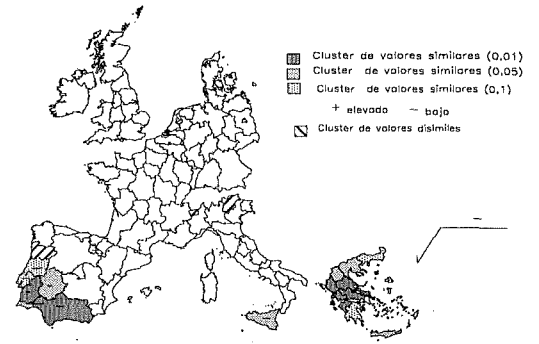 Cluster de valores similares (0,01)
Cluster de valores similares (0,05)
Cluster de valores similares (0,1)
+ elevado − bajo
Cluster de valores disímiles